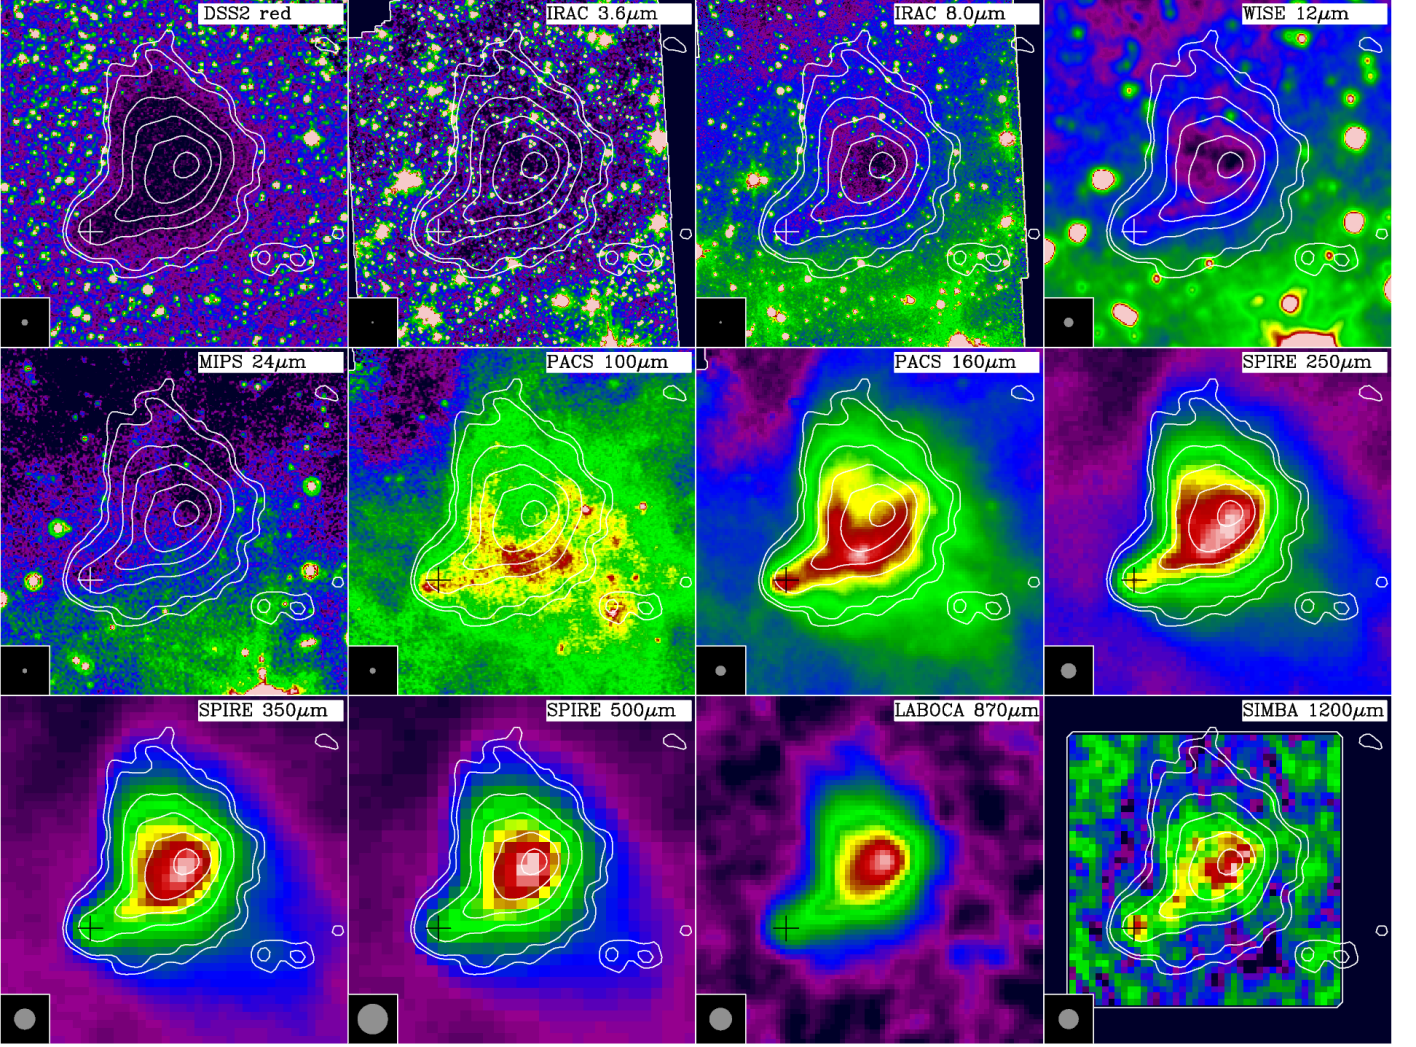 DSS2 red
IRAC 3.6μm
IRAC 8.0μm
WISE 12μm
MIPS 24μm
PACS 100μm
PACS 160μm
SPIRE 250μm
SPIRE 350μm
SPIRE 500μm
LABOCA 870μm
SIMBA 1200μm